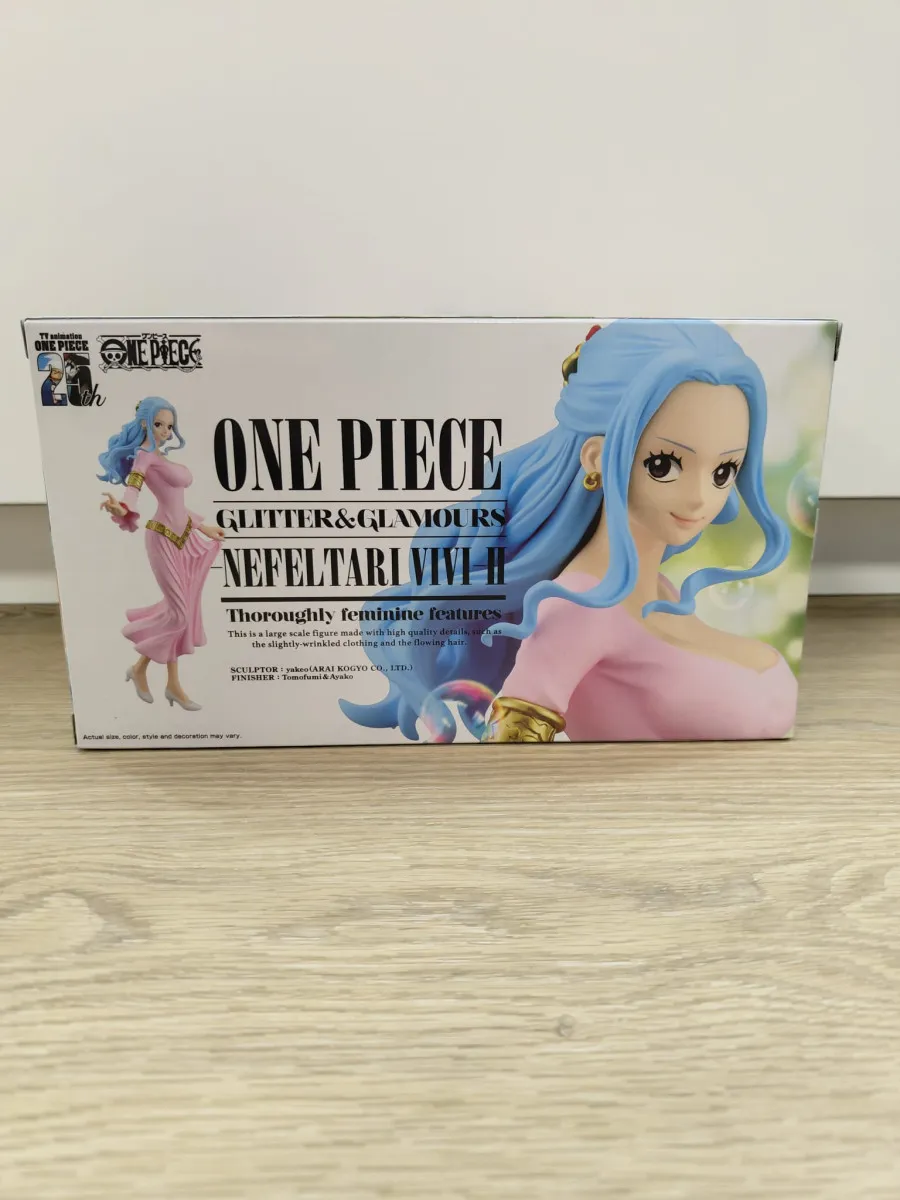 TV animation
ONE PIECE
25th
ワンピース
ONE PIECE
ONE PIECE
GLITTER&GLAMOURS
-NEFELTARI VIVI-II
Thoroughly feminine features
This is a large scale figure made with high quality details, such as
the slightly-wrinkled clothing and the flowing hair.
SCULPTOR : yakeo(ARAI KOGYO CO., LTD.)
FINISHER : Tomofumi&Ayako
Actual size, color, style and decoration may vary.